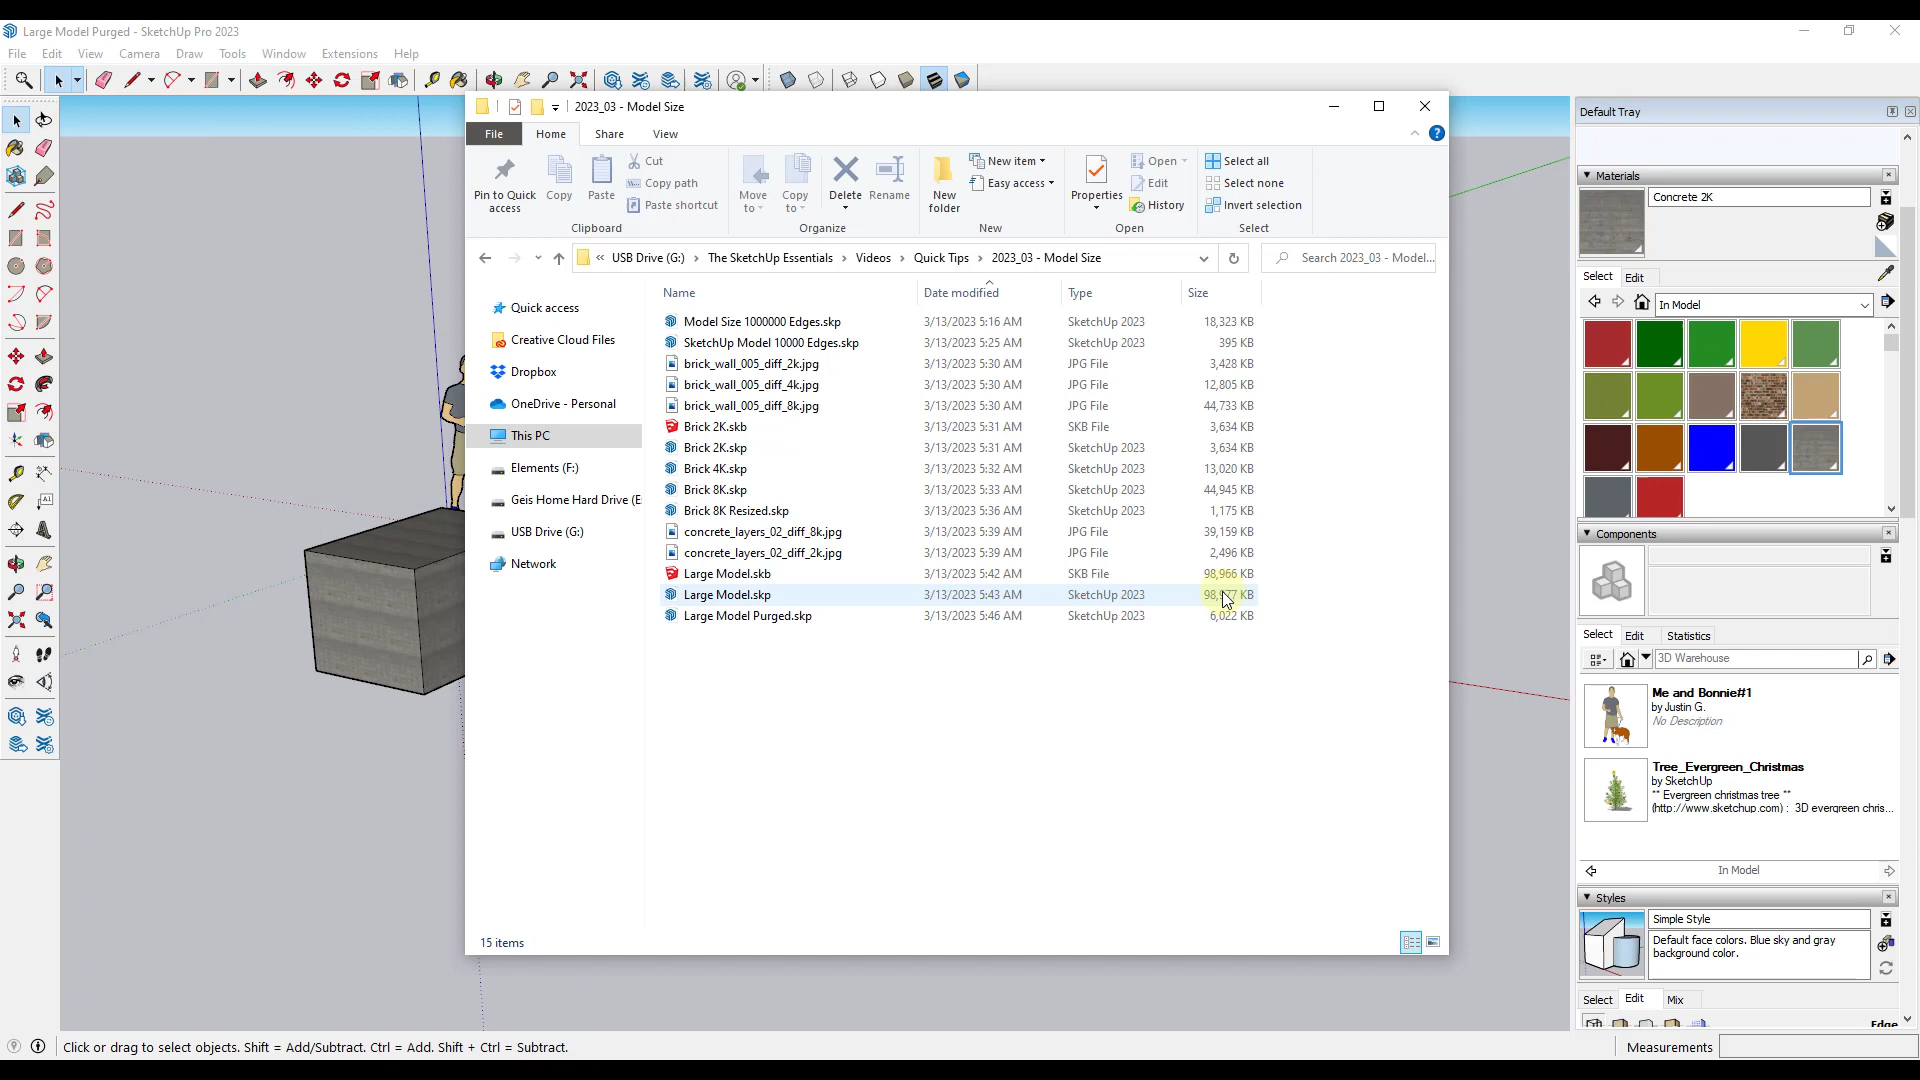 Large Model Purged - SketchUp Pro 2023
File Edit View Camera Draw Tools Window Extensions Help
2023_03 - Model Size
File Home Share View
Pin to Quick access
Copy
Paste
Cut
Copy path
Paste shortcut
Clipboard
Move to
Copy to
Delete
Rename
Organize
New folder
New item
Easy access
New
Properties
Open
Edit
History
Open
Select all
Select none
Invert selection
Select
« USB Drive (G:) › The SketchUp Essentials › Videos › Quick Tips › 2023_03 - Model Size
Search 2023_03 - Model...
Quick access
Creative Cloud Files
Dropbox
OneDrive - Personal
This PC
Elements (F:)
Geis Home Hard Drive (E
USB Drive (G:)
Network
Name Date modified Type Size
Model Size 1000000 Edges.skp 3/13/2023 5:16 AM SketchUp 2023 18,323 KB
SketchUp Model 10000 Edges.skp 3/13/2023 5:25 AM SketchUp 2023 395 KB
brick_wall_005_diff_2k.jpg 3/13/2023 5:30 AM JPG File 3,428 KB
brick_wall_005_diff_4k.jpg 3/13/2023 5:30 AM JPG File 12,805 KB
brick_wall_005_diff_8k.jpg 3/13/2023 5:30 AM JPG File 44,733 KB
Brick 2K.skb 3/13/2023 5:31 AM SKB File 3,634 KB
Brick 2K.skp 3/13/2023 5:31 AM SketchUp 2023 3,634 KB
Brick 4K.skp 3/13/2023 5:32 AM SketchUp 2023 13,020 KB
Brick 8K.skp 3/13/2023 5:33 AM SketchUp 2023 44,945 KB
Brick 8K Resized.skp 3/13/2023 5:36 AM SketchUp 2023 1,175 KB
concrete_layers_02_diff_8k.jpg 3/13/2023 5:39 AM JPG File 39,159 KB
concrete_layers_02_diff_2k.jpg 3/13/2023 5:39 AM JPG File 2,496 KB
Large Model.skb 3/13/2023 5:42 AM SKB File 98,966 KB
Large Model.skp 3/13/2023 5:43 AM SketchUp 2023 KB
Large Model Purged.skp 3/13/2023 5:46 AM SketchUp 2023 6,022 KB
15 items
Default Tray
Materials
Concrete 2K
Select Edit
In Model
Components
Select Edit Statistics
3D Warehouse
Me and Bonnie#1
by Justin G.
No Description
Tree_Evergreen_Christmas
by SketchUp
** Evergreen christmas tree **
(http://www.sketchup.com) : 3D evergreen chris...
In Model
Styles
Simple Style
Default face colors. Blue sky and gray
background color.
Select Edit Mix
Edge
Click or drag to select objects. Shift = Add/Subtract. Ctrl = Add. Shift + Ctrl = Subtract.
Measurements